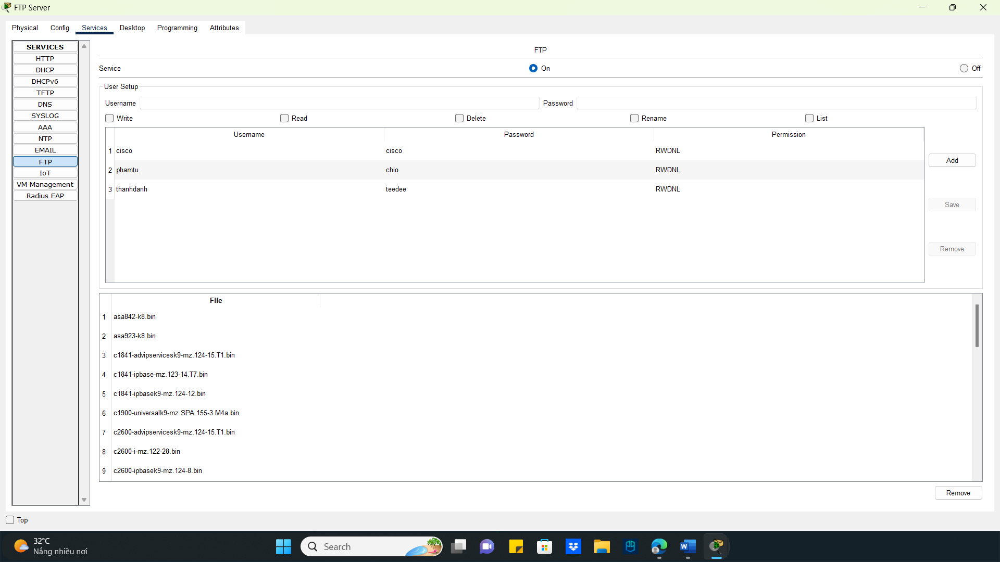 FTP Server
Physical Config Services Desktop Programming Attributes
SERVICES
HTTP
DHCP
DHCPv6
TFTP
DNS
SYSLOG
AAA
NTP
EMAIL
FTP
IoT
VM Management
Radius EAP
FTP
Service On Off
User Setup
Username Password
Write Read Delete Rename List
Username Password Permission
1 cisco cisco RWDNL
2 phamtu chio RWDNL
3 thanhdanh teedee RWDNL
Add
Save
Remove
File
1 asa842-k8.bin
2 asa923-k8.bin
3 c1841-advipservicesk9-mz.124-15.T1.bin
4 c1841-ipbase-mz.123-14.T7.bin
5 c1841-ipbasek9-mz.124-12.bin
6 c1900-universalk9-mz.SPA.155-3.M4a.bin
7 c2600-advipservicesk9-mz.124-15.T1.bin
8 c2600-i-mz.122-28.bin
9 c2600-ipbasek9-mz.124-8.bin
Remove
Top
32°C
Nắng nhiều nơi
Search
W